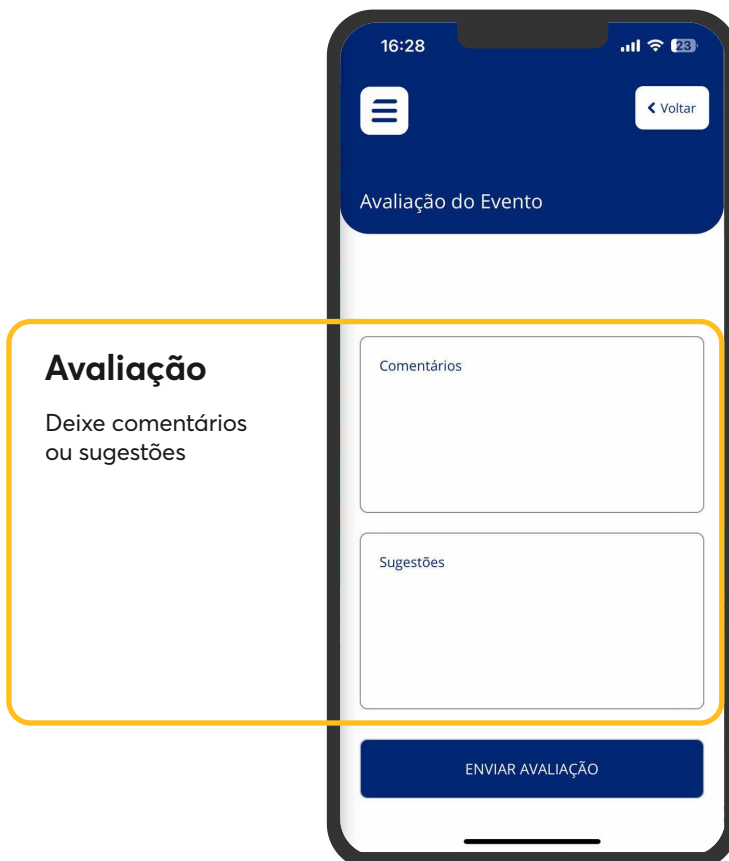 16:28
23
Voltar
Avaliação do Evento
Avaliação
Deixe comentários
ou sugestões
Comentários
Sugestões
ENVIAR AVALIAÇÃO